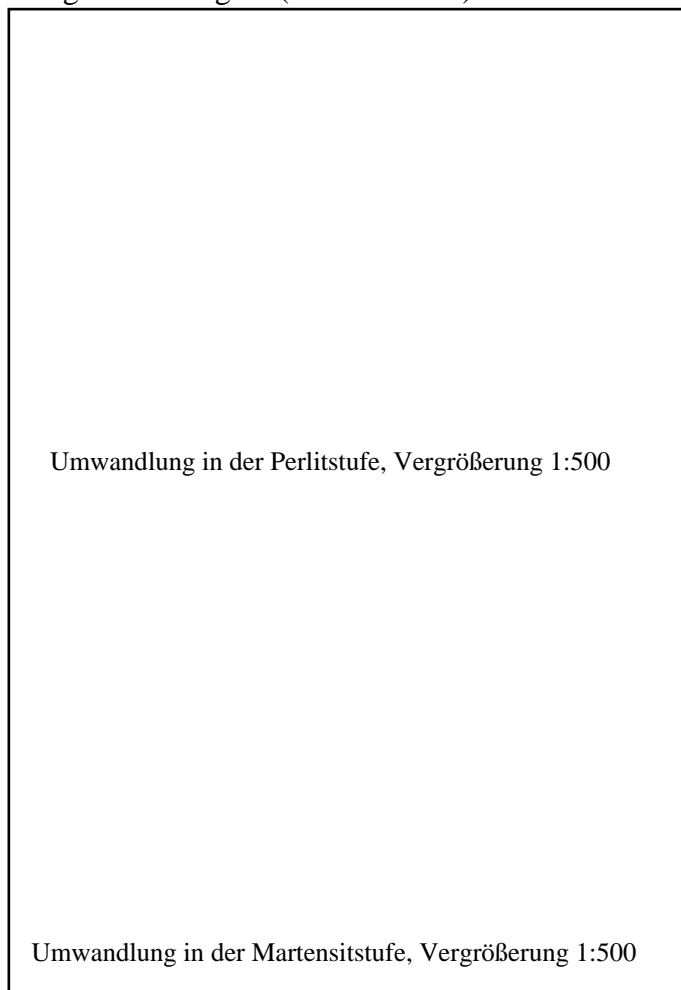 Umwandlung in der Perlitstufe, Vergrößerung 1:500
Umwandlung in der Martensitstufe, Vergrößerung 1:500